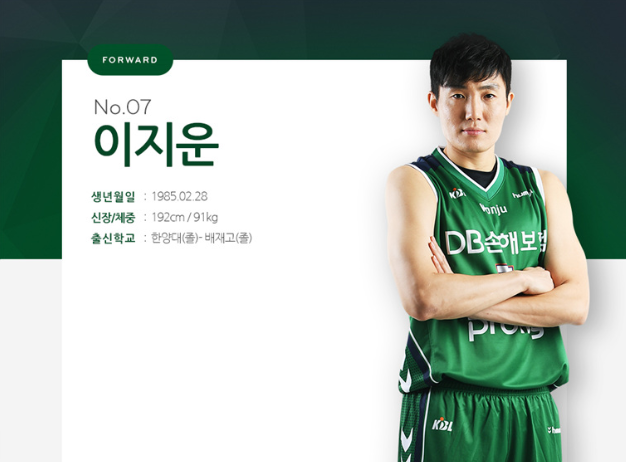 FORWARD
No.07
이지운
생년월일 : 1985.02.28
신장/체중 : 192cm / 91kg
출신학교 : 한양대(졸)- 배재고(졸)
KBL
Wonju
DB손해보험
KBL